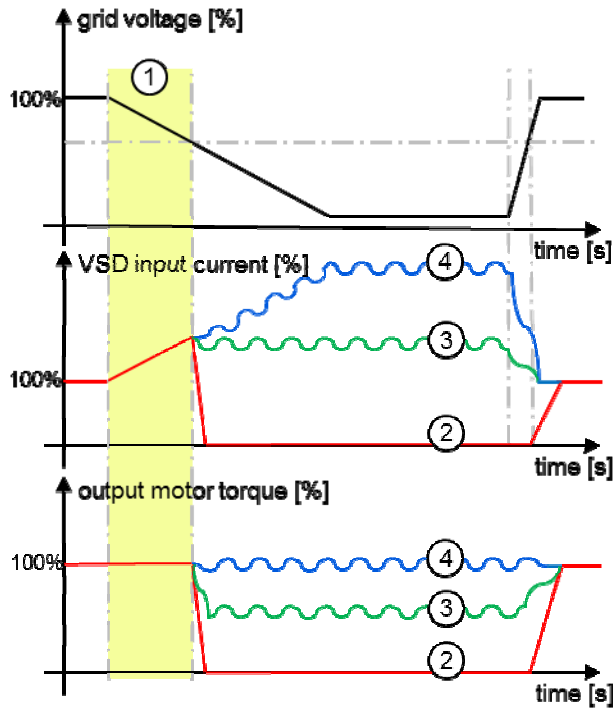 grid voltage [%]
1
100%
time [s]
VSD input current [%]
4
3
100%
2
time [s]
output motor torque [%]
100%
4
3
2
time [s]